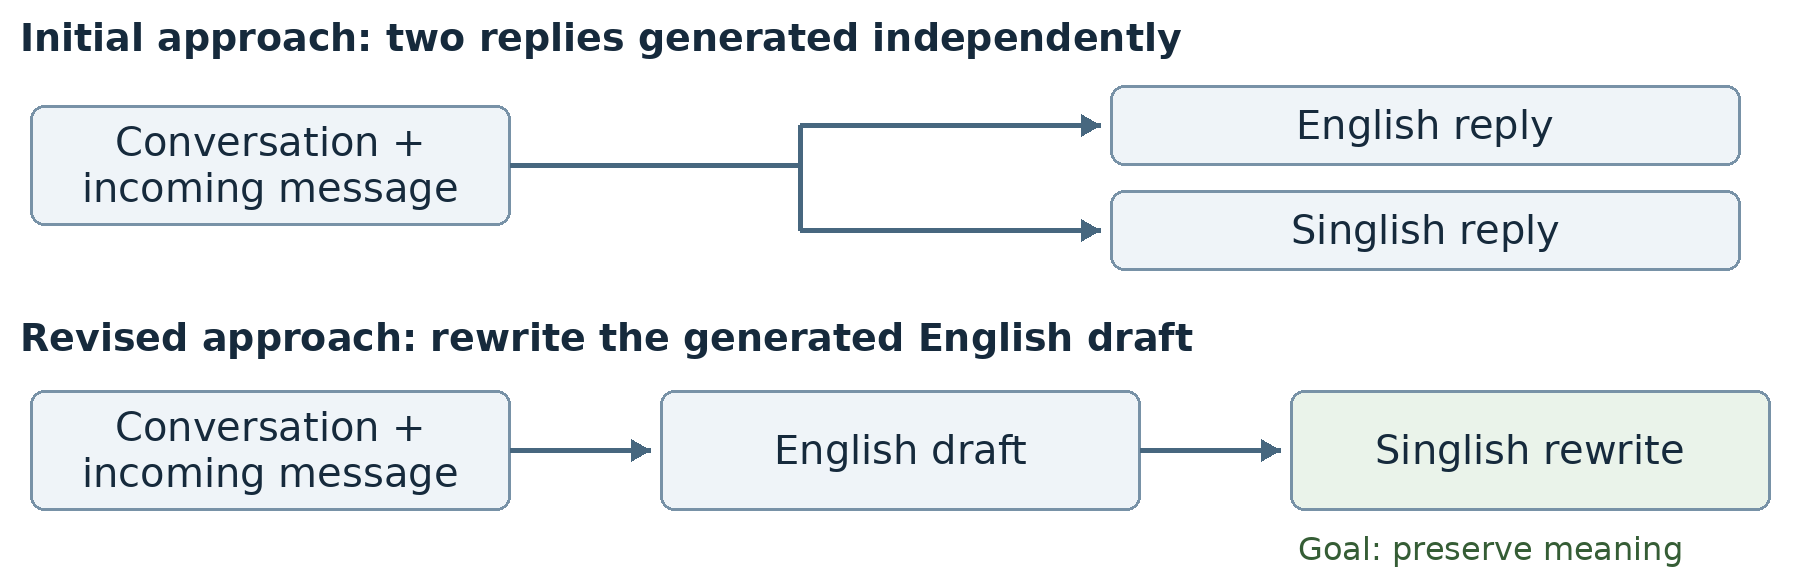 Initial approach: two replies generated independently
Conversation +
incoming message
English reply
Singlish reply
Revised approach: rewrite the generated English draft
Conversation +
incoming message
English draft
Singlish rewrite
Goal: preserve meaning